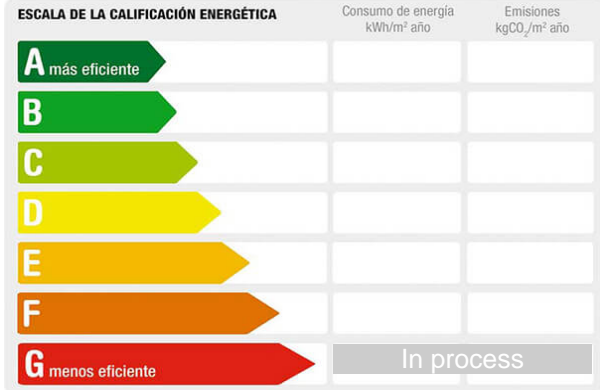 ESCALA DE LA CALIFICACIÓN ENERGÉTICA
Consumo de energía
kWh/m² año
Emisiones
kgCO₂/m² año
A más eficiente
B
C
D
E
F
G menos eficiente
In process